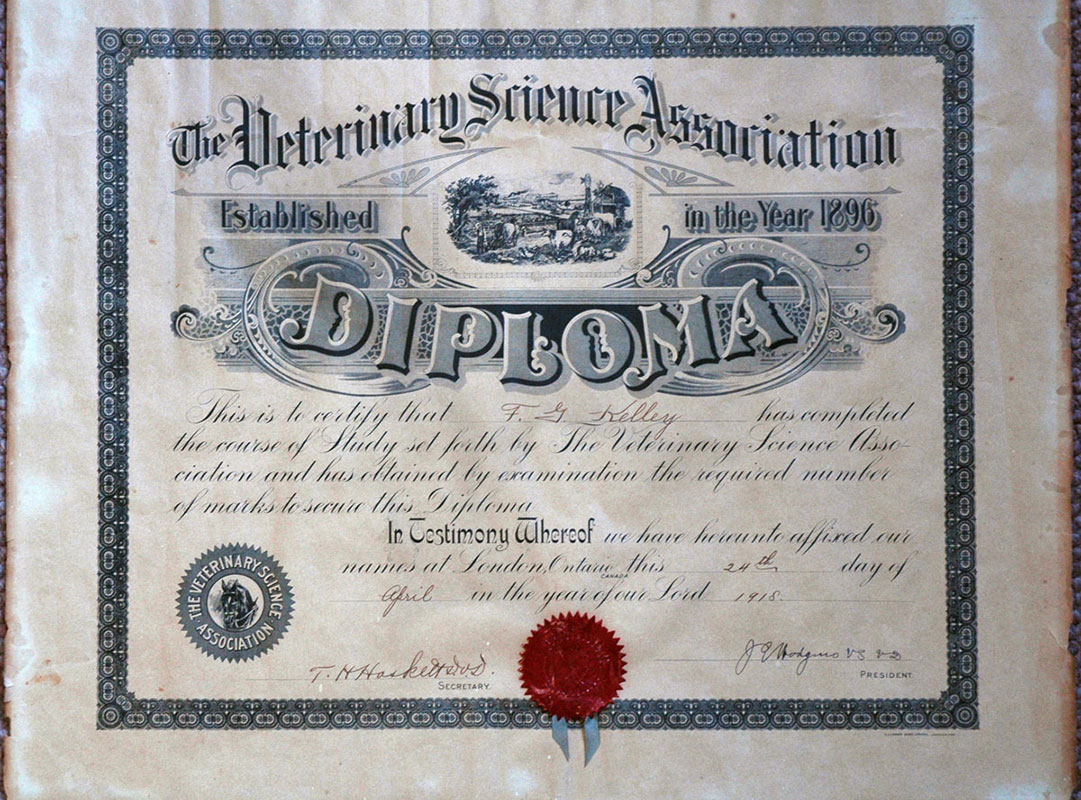 The Veterinary Science Association
Established in the Year 1896
DIPLOMA
This is to certify that F. G Kelley has completed
the course of Study set forth by The Veterinary Science Asso-
ciation and has obtained by examination the required number
of marks to secure this Diploma
In Testimony Whereof we have hereunto affixed our
names at London, Ontario this 24th day of
CANADA
April in the year of our Lord 1918.
THE VETERINARY SCIENCE
ASSOCIATION
T. H Haskett
SECRETARY.
J E Hodgins VS
PRESIDENT